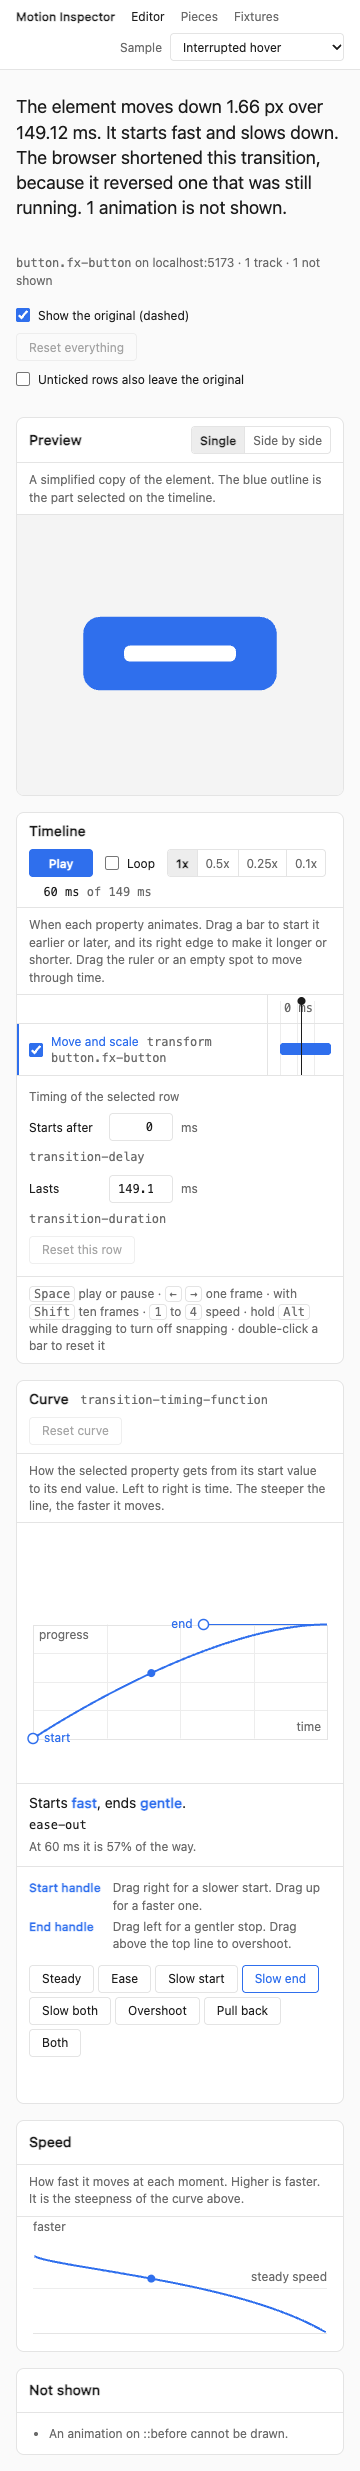 Motion Inspector Editor Pieces Fixtures
Sample Interrupted hover
The element moves down 1.66 px over
149.12 ms. It starts fast and slows down.
The browser shortened this transition,
because it reversed one that was still
running. 1 animation is not shown.
button.fx-button on localhost:5173 · 1 track · 1 not
shown
Show the original (dashed)
Reset everything
Unticked rows also leave the original
Preview Single Side by side
A simplified copy of the element. The blue outline is
the part selected on the timeline.
Timeline
Play Loop 1x 0.5x 0.25x 0.1x
60 ms of 149 ms
When each property animates. Drag a bar to start it
earlier or later, and its right edge to make it longer or
shorter. Drag the ruler or an empty spot to move
through time.
0 ms
Move and scale transform
button.fx-button
Timing of the selected row
Starts after 0 ms
transition-delay
Lasts 149.1 ms
transition-duration
Reset this row
Space play or pause · ← → one frame · with
Shift ten frames · 1 to 4 speed · hold Alt
while dragging to turn off snapping · double-click a
bar to reset it
Curve transition-timing-function
Reset curve
How the selected property gets from its start value
to its end value. Left to right is time. The steeper the
line, the faster it moves.
end
progress
time
start
Starts fast, ends gentle.
ease-out
At 60 ms it is 57% of the way.
Start handle Drag right for a slower start. Drag up
for a faster one.
End handle Drag left for a gentler stop. Drag
above the top line to overshoot.
Steady Ease Slow start Slow end
Slow both Overshoot Pull back
Both
Speed
How fast it moves at each moment. Higher is faster.
It is the steepness of the curve above.
faster
steady speed
Not shown
• An animation on ::before cannot be drawn.